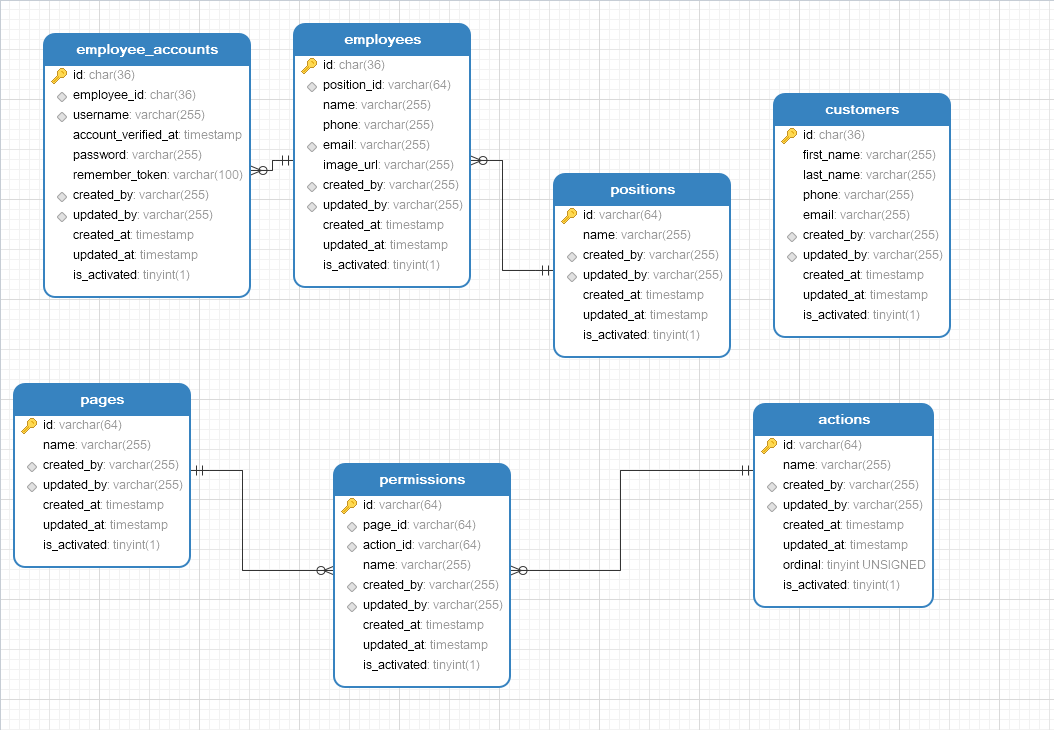 employee_accounts
id: char(36)
employee_id: char(36)
username: varchar(255)
account_verified_at: timestamp
password: varchar(255)
remember_token: varchar(100)
created_by: varchar(255)
updated_by: varchar(255)
created_at: timestamp
updated_at: timestamp
is_activated: tinyint(1)
employees
id: char(36)
position_id: varchar(64)
name: varchar(255)
phone: varchar(255)
email: varchar(255)
image_url: varchar(255)
created_by: varchar(255)
updated_by: varchar(255)
created_at: timestamp
updated_at: timestamp
is_activated: tinyint(1)
positions
id: varchar(64)
name: varchar(255)
created_by: varchar(255)
updated_by: varchar(255)
created_at: timestamp
updated_at: timestamp
is_activated: tinyint(1)
customers
id: char(36)
first_name: varchar(255)
last_name: varchar(255)
phone: varchar(255)
email: varchar(255)
created_by: varchar(255)
updated_by: varchar(255)
created_at: timestamp
updated_at: timestamp
is_activated: tinyint(1)
pages
id: varchar(64)
name: varchar(255)
created_by: varchar(255)
updated_by: varchar(255)
created_at: timestamp
updated_at: timestamp
is_activated: tinyint(1)
permissions
id: varchar(64)
page_id: varchar(64)
action_id: varchar(64)
name: varchar(255)
created_by: varchar(255)
updated_by: varchar(255)
created_at: timestamp
updated_at: timestamp
is_activated: tinyint(1)
actions
id: varchar(64)
name: varchar(255)
created_by: varchar(255)
updated_by: varchar(255)
created_at: timestamp
updated_at: timestamp
ordinal: tinyint UNSIGNED
is_activated: tinyint(1)